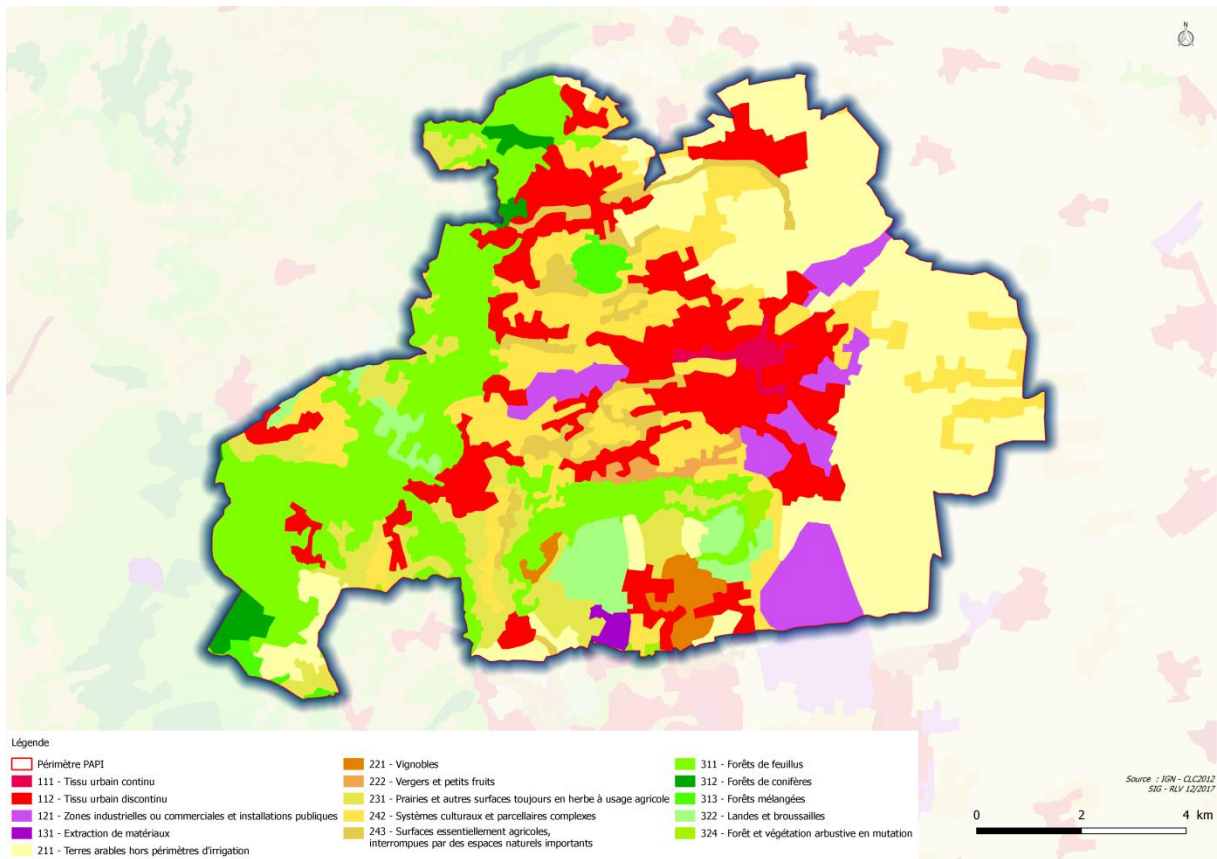 N
Légende
Périmètre PAPI
111 - Tissu urbain continu
112 - Tissu urbain discontinu
121 - Zones industrielles ou commerciales et installations publiques
131 - Extraction de matériaux
211 - Terres arables hors périmètres d'irrigation
221 - Vignobles
222 - Vergers et petits fruits
231 - Prairies et autres surfaces toujours en herbe à usage agricole
242 - Systèmes culturaux et parcellaires complexes
243 - Surfaces essentiellement agricoles,
interrompues par des espaces naturels importants
311 - Forêts de feuillus
312 - Forêts de conifères
313 - Forêts mélangées
322 - Landes et broussailles
324 - Forêt et végétation arbustive en mutation
Source : IGN - CLC2012
SIG - RLV 12/2017
0 2 4 km